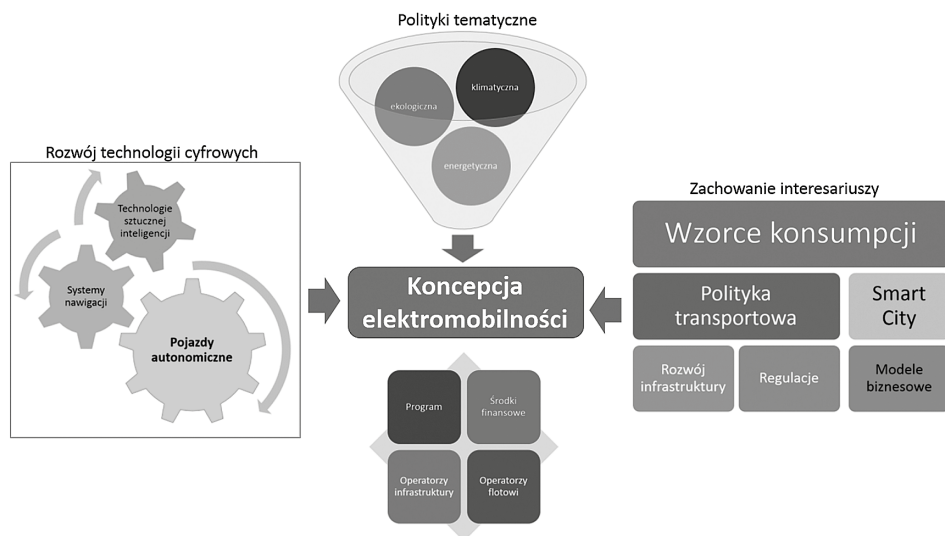 Polityki tematyczne
klimatyczna
ekologiczna
energetyczna
Rozwój technologii cyfrowych
Technologie
sztucznej
inteligencji
Systemy
nawigacji
Pojazdy
autonomiczne
Koncepcja
elektromobilności
Zachowanie interesariuszy
Wzorce konsumpcji
Polityka
transportowa
Smart
City
Rozwój
infrastruktury
Regulacje
Modele
biznesowe
Program
Środki
finansowe
Operatorzy
infrastruktury
Operatorzy
flotowi